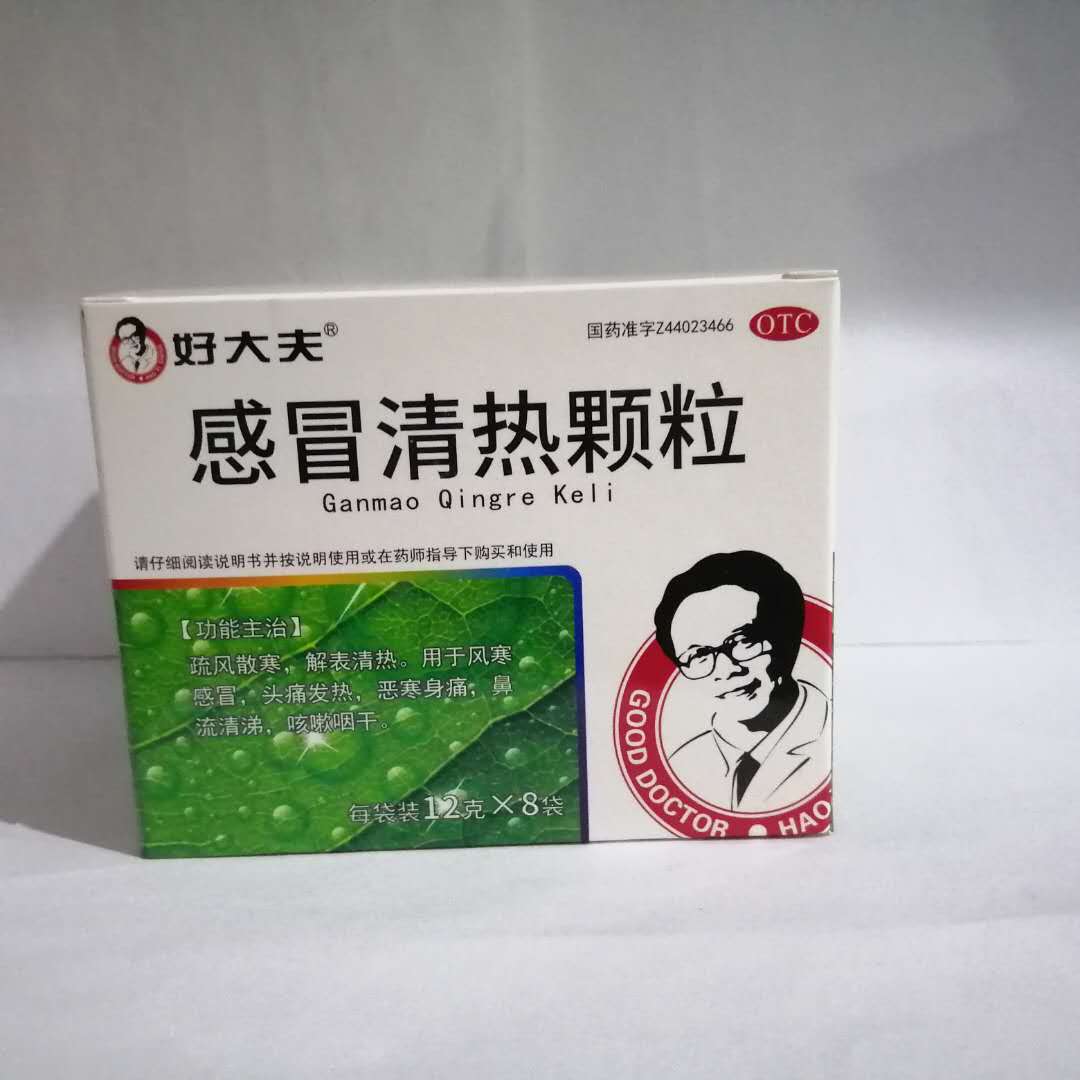 好大夫®
国药准字Z44023466 OTC
感冒清热颗粒
Ganmao Qingre Keli
请仔细阅读说明书并按说明使用或在药师指导下购买和使用
【功能主治】
疏风散寒，解表清热。用于风寒
感冒，头痛发热，恶寒身痛，鼻
流清涕，咳嗽咽干。
每袋装12克×8袋
GOOD DOCTOR • HAO